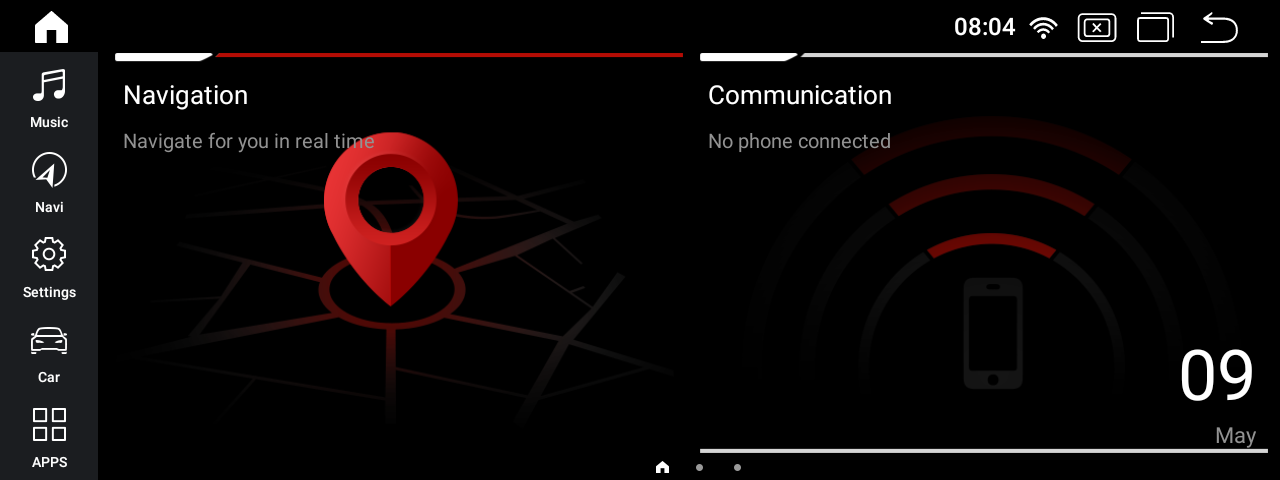 08:04
Music
Navi
Settings
Car
APPS
Navigation
Navigate for you in real time
Communication
No phone connected
09
May